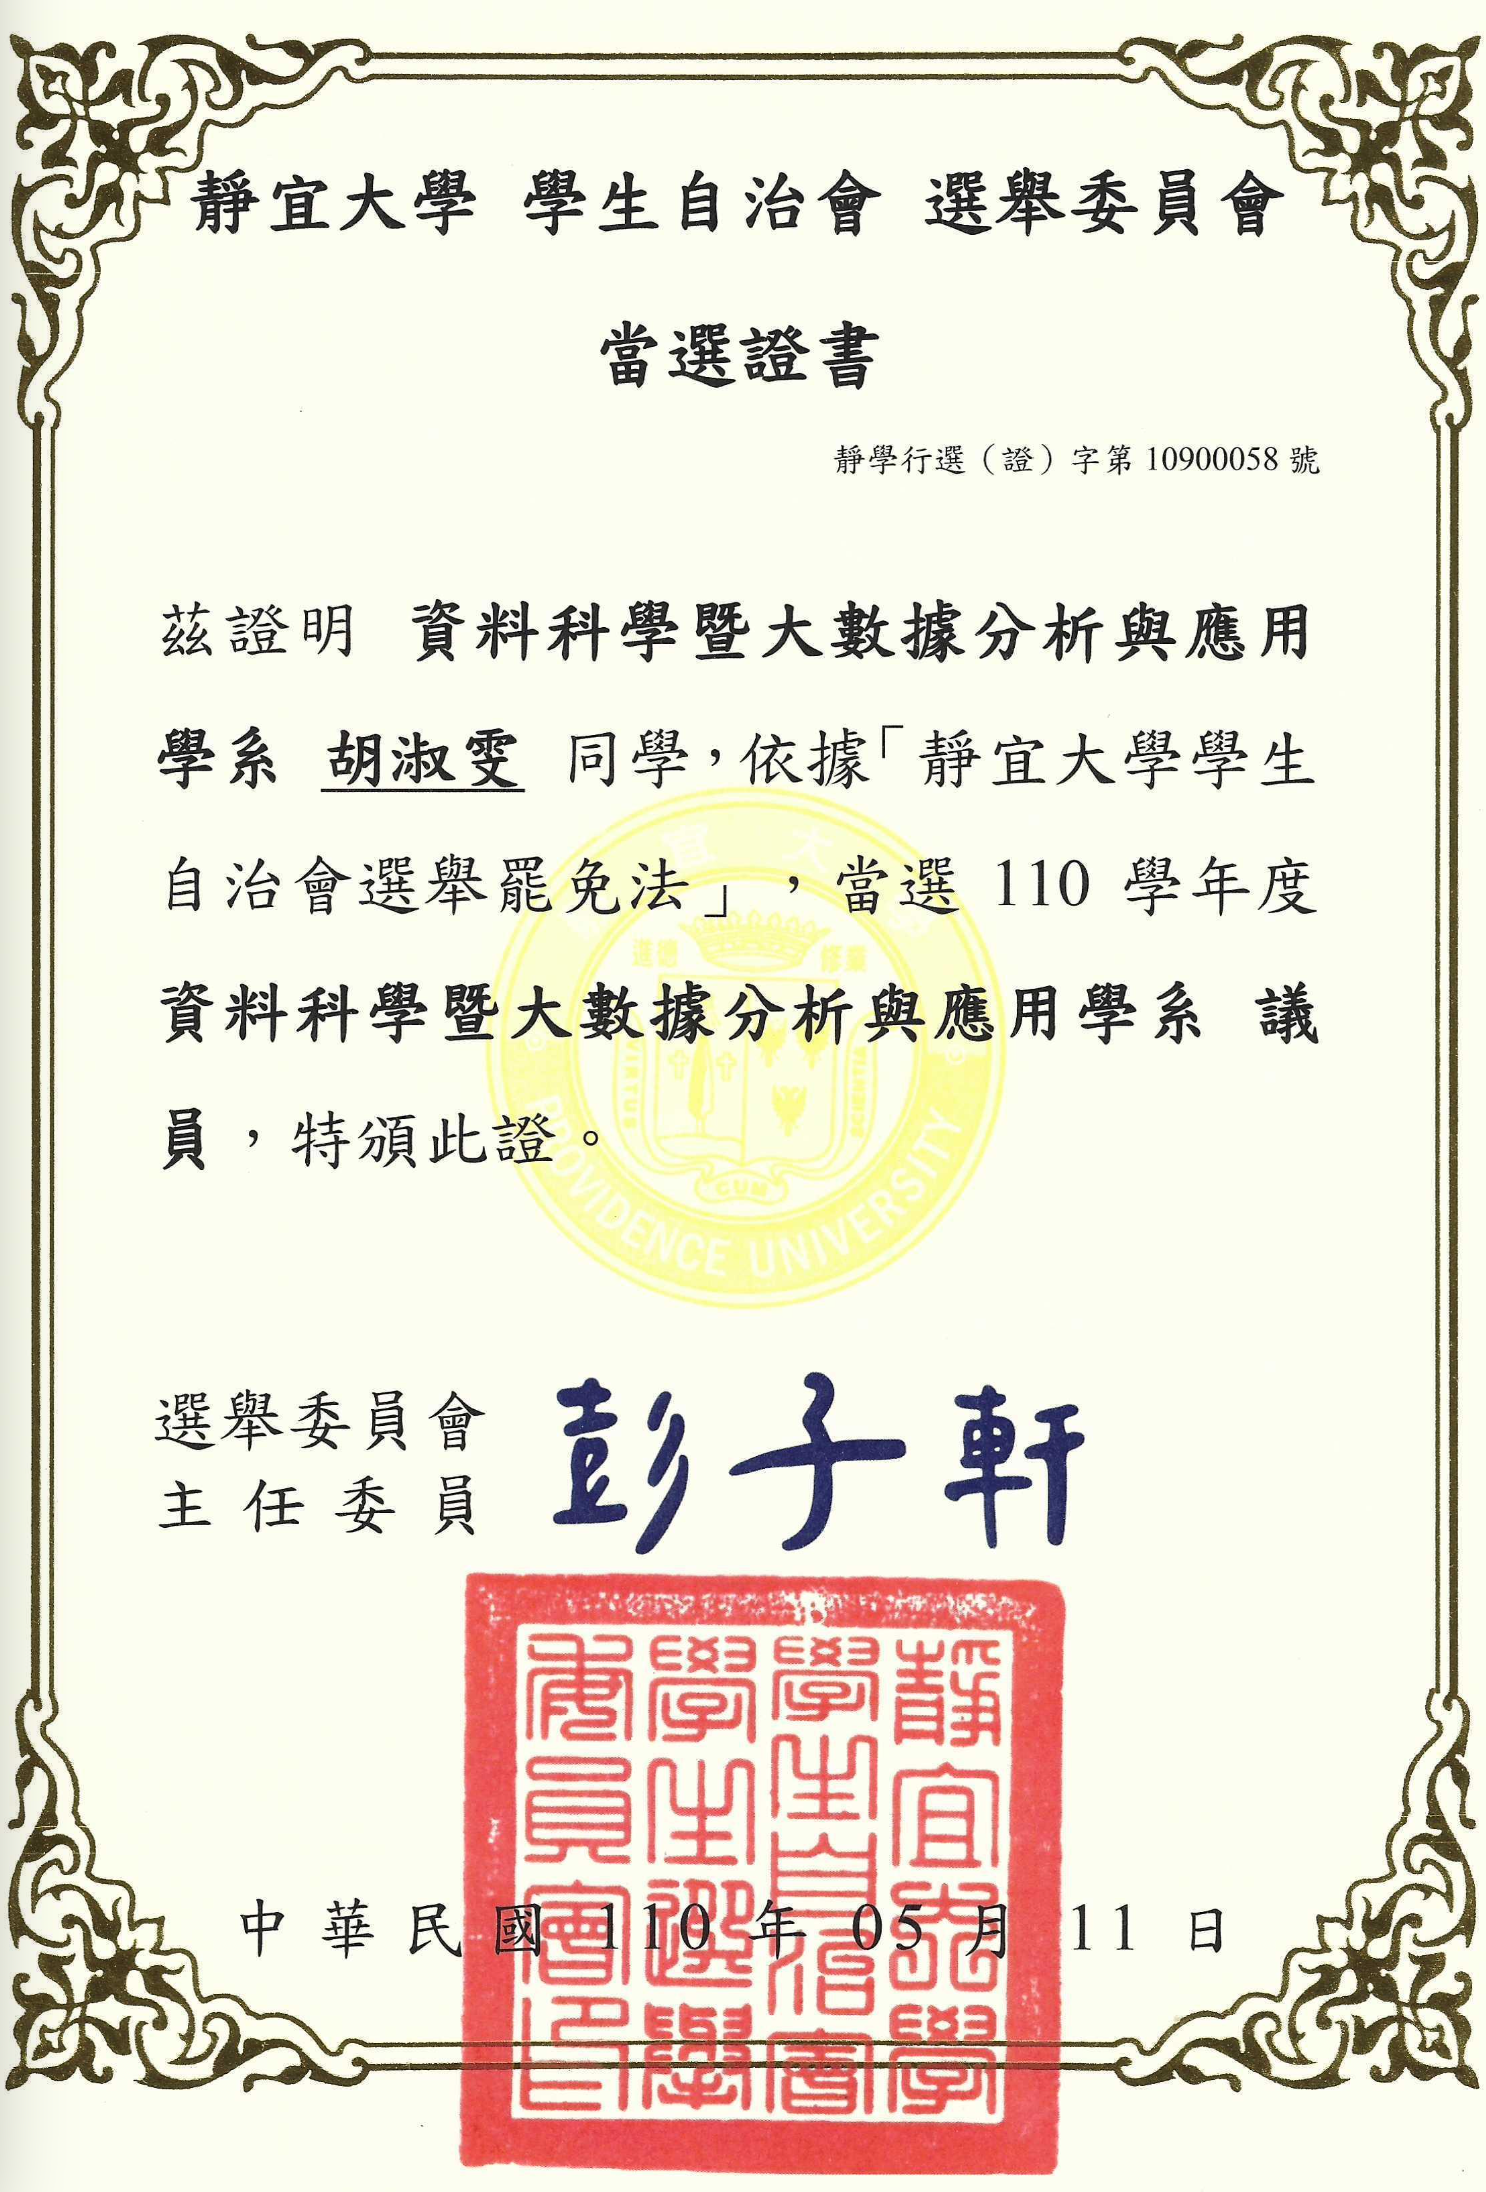 靜宜大學 學生自治會 選舉委員會
當選證書
靜學行選（證）字第 10900058 號
茲證明 資料科學暨大數據分析與應用
學系 胡淑雯 同學，依據「靜宜大學學生
自治會選舉罷免法」，當選 110 學年度
資料科學暨大數據分析與應用學系 議
員，特頒此證。
宜 大
進德 修業
VIRTUS
SCIENTIA
CUM
PROVIDENCE UNIVERSITY
選舉委員會
主任委員
彭子軒
靜宜大學
學生自治會
學生選舉
委員會印
中華民國 110 年 05 月 11 日